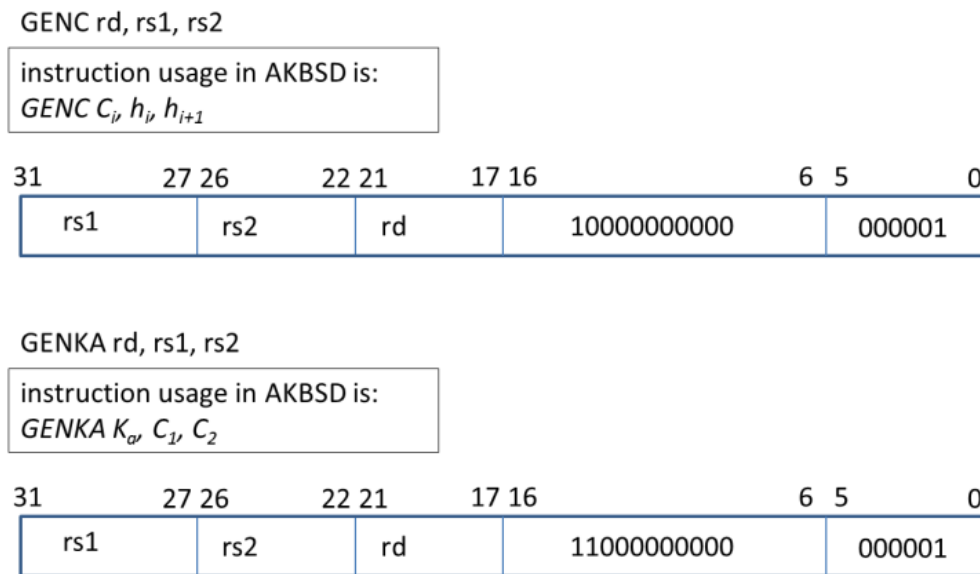 GENC rd, rs1, rs2
instruction usage in AKBSD is:
GENC Cᵢ, hᵢ, hᵢ₊₁
31 27 26 22 21 17 16 6 5 0
rs1 rs2 rd 10000000000 000001
GENKA rd, rs1, rs2
instruction usage in AKBSD is:
GENKA Kₐ, C₁, C₂
31 27 26 22 21 17 16 6 5 0
rs1 rs2 rd 11000000000 000001